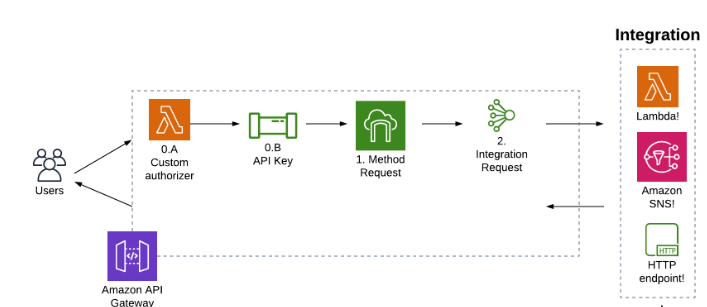 Integration
0.A
Custom
authorizer
0.B
API Key
1. Method
Request
2.
Integration
Request
Users
Amazon API
Gateway
Lambda!
Amazon
SNS!
HTTP
HTTP
endpoint!